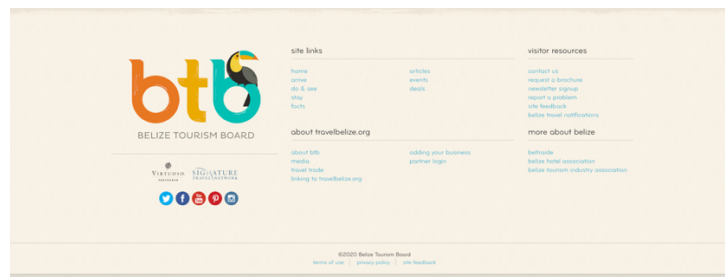 btb
BELIZE TOURISM BOARD
VIRTUOSO
SIGNATURE
TRAVEL NETWORK
site links
home
arrive
do & see
stay
facts
articles
events
deals
visitor resources
contact us
request a brochure
newsletter signup
report a problem
site feedback
belize travel notifications
about travelbelize.org
about btb
media
travel trade
linking to travelbelize.org
adding your business
partner login
more about belize
beltraide
belize hotel association
belize tourism industry association
©2020 Belize Tourism Board
terms of use | privacy policy | site feedback